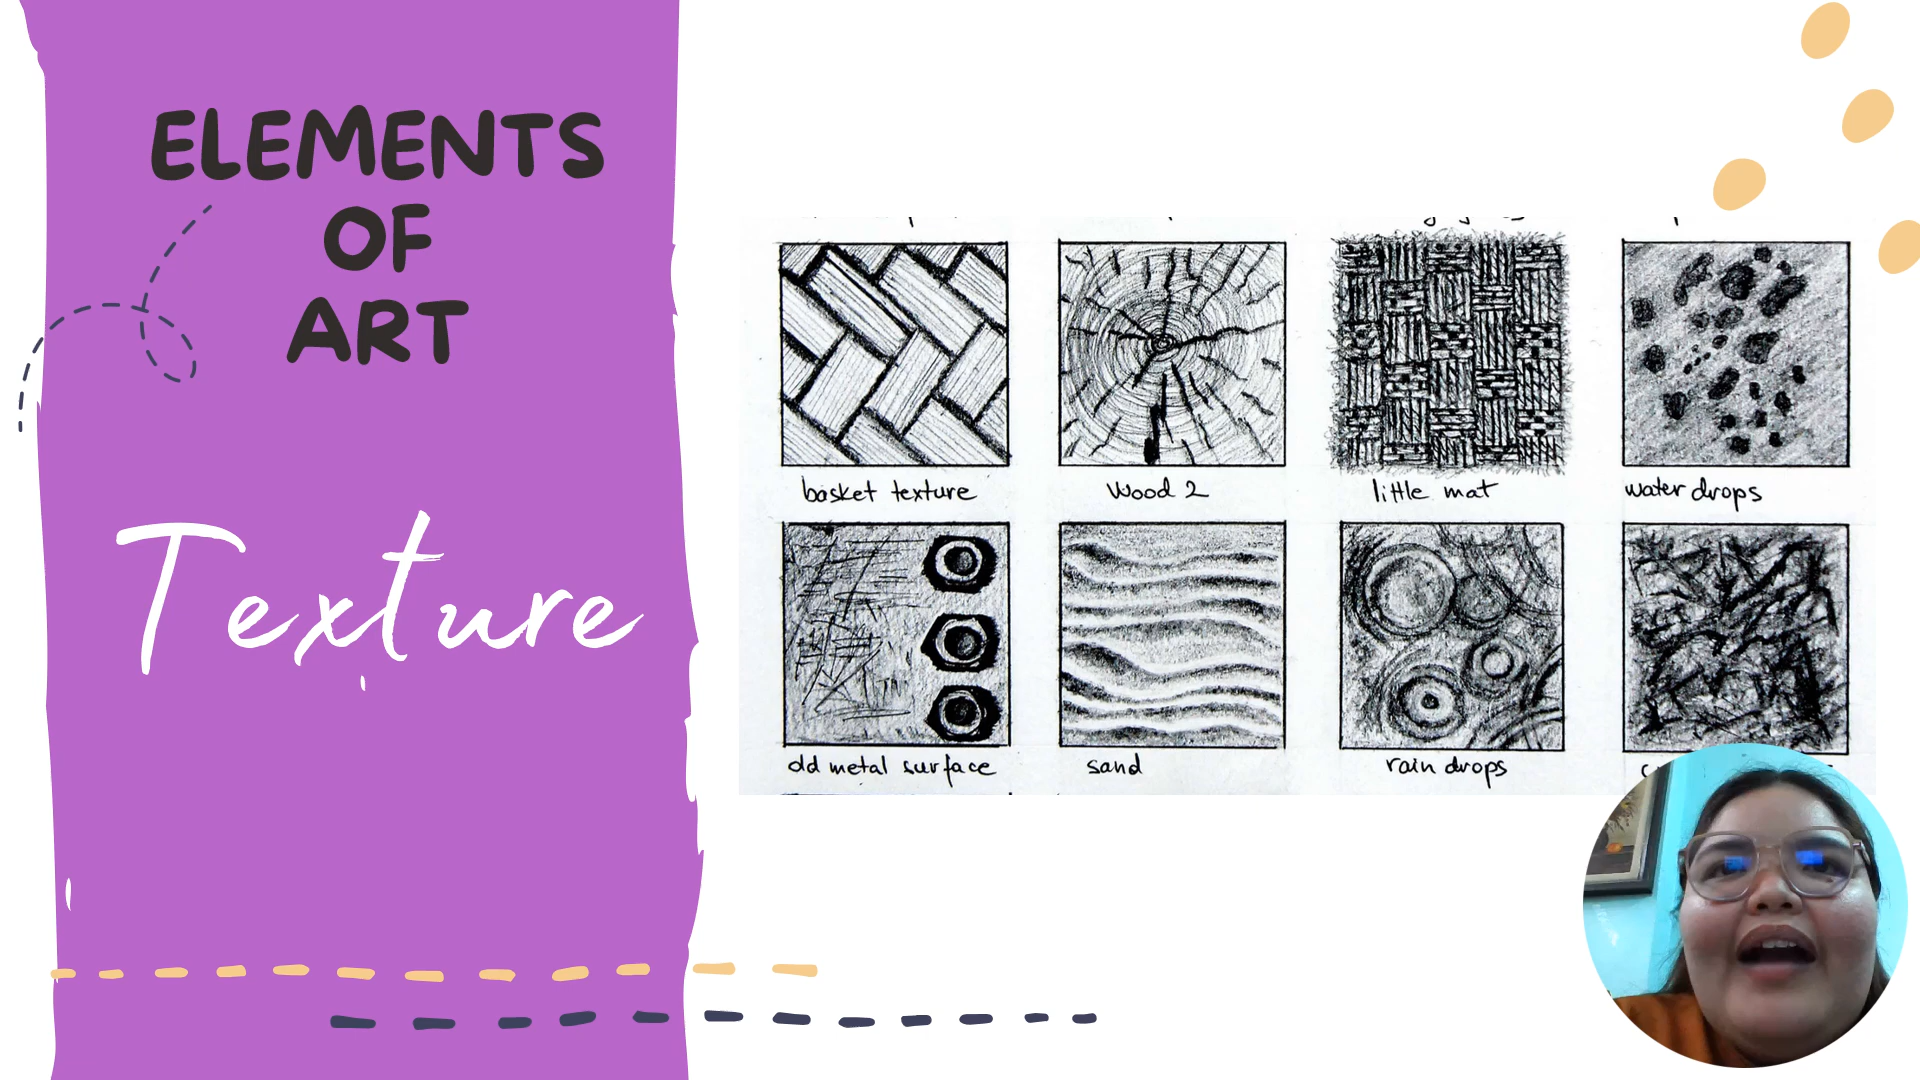 ELEMENTS
OF
ART
Texture
basket texture
Wood 2
little mat
water drops
old metal surface
sand
rain drops